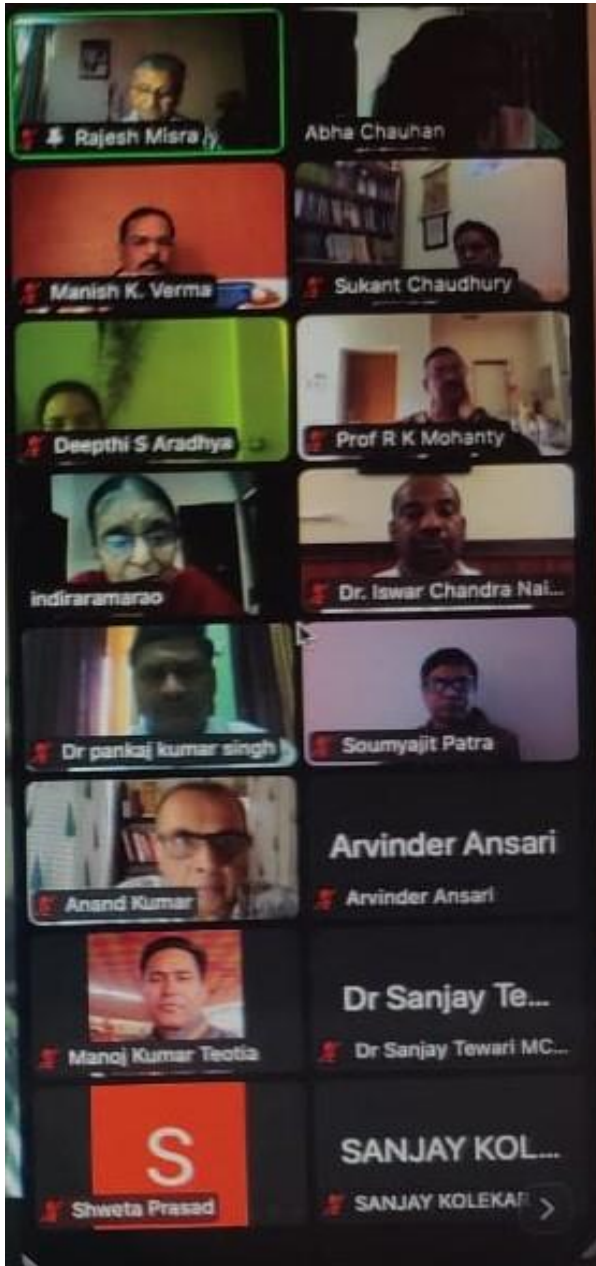 Rajesh Misra
Abha Chauhan
Manish K. Verma
Sukant Chaudhury
Deepthi S Aradhya
Prof R K Mohanty
indiraramarao
Dr. Iswar Chandra Nai...
Dr pankaj kumar singh
Soumyajit Patra
Anand Kumar
Arvinder Ansari
Arvinder Ansari
Manoj Kumar Teotia
Dr Sanjay Te...
Dr Sanjay Tewari MC...
S
Shweta Prasad
SANJAY KOL...
SANJAY KOLEKAR